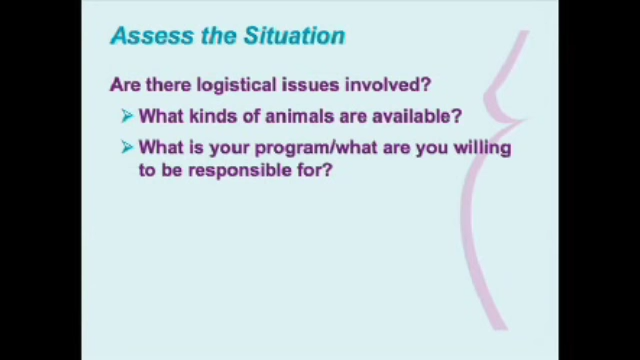 Assess the Situation
Are there logistical issues involved?
What kinds of animals are available?
What is your program/what are you willing
to be responsible for?